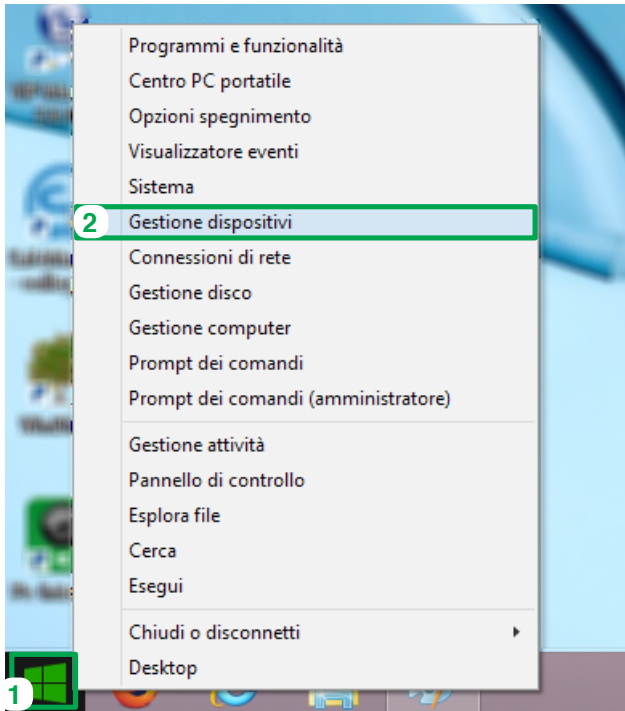 Programmi e funzionalità
Centro PC portatile
Opzioni spegnimento
Visualizzatore eventi
Sistema
2 Gestione dispositivi
Connessioni di rete
Gestione disco
Gestione computer
Prompt dei comandi
Prompt dei comandi (amministratore)
Gestione attività
Pannello di controllo
Esplora file
Cerca
Esegui
Chiudi o disconnetti
Desktop
1